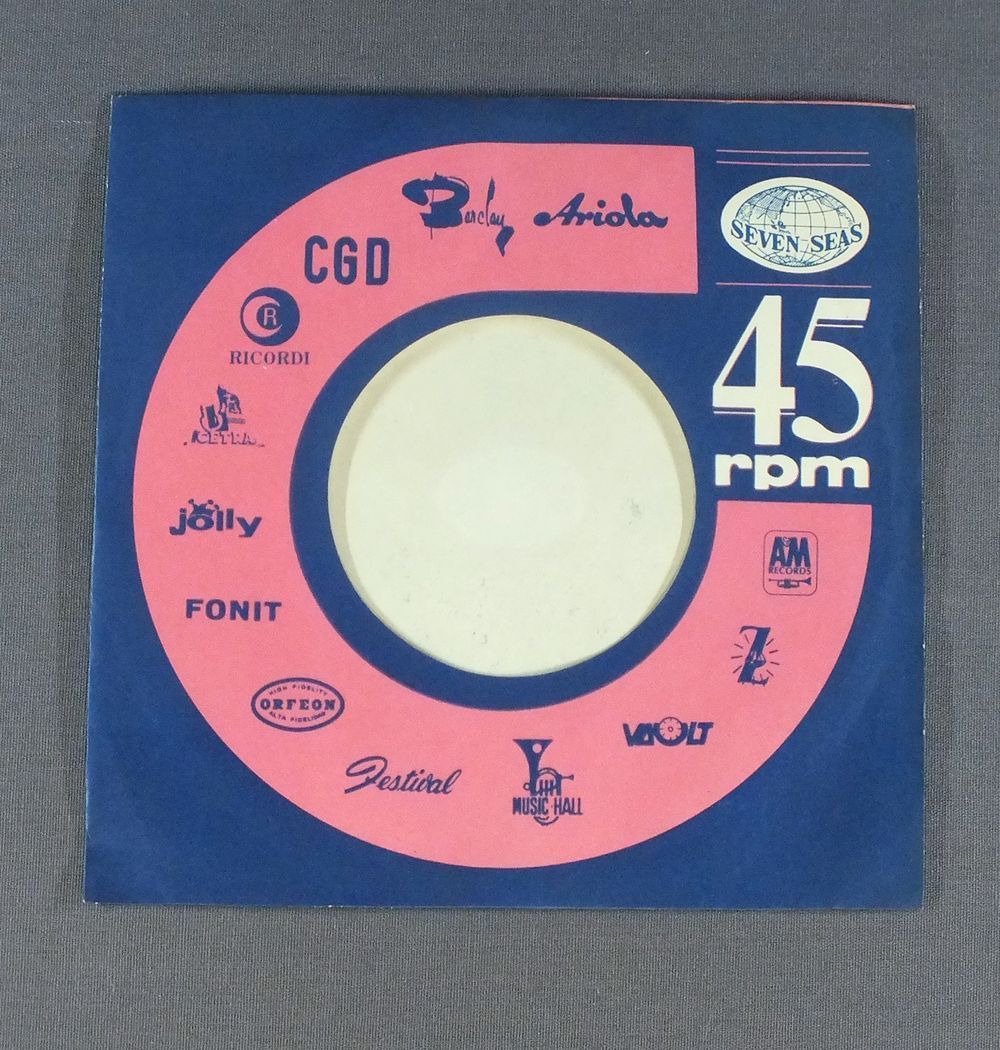 Barclay
Ariola
SEVEN SEAS
45
rpm
CGD
R
RICORDI
CETRA
jolly
FONIT
HIGH FIDELITY
ORFEON
ALTA FIDELIDAD
Festival
MUSIC HALL
VAULT
Z
A&M
RECORDS